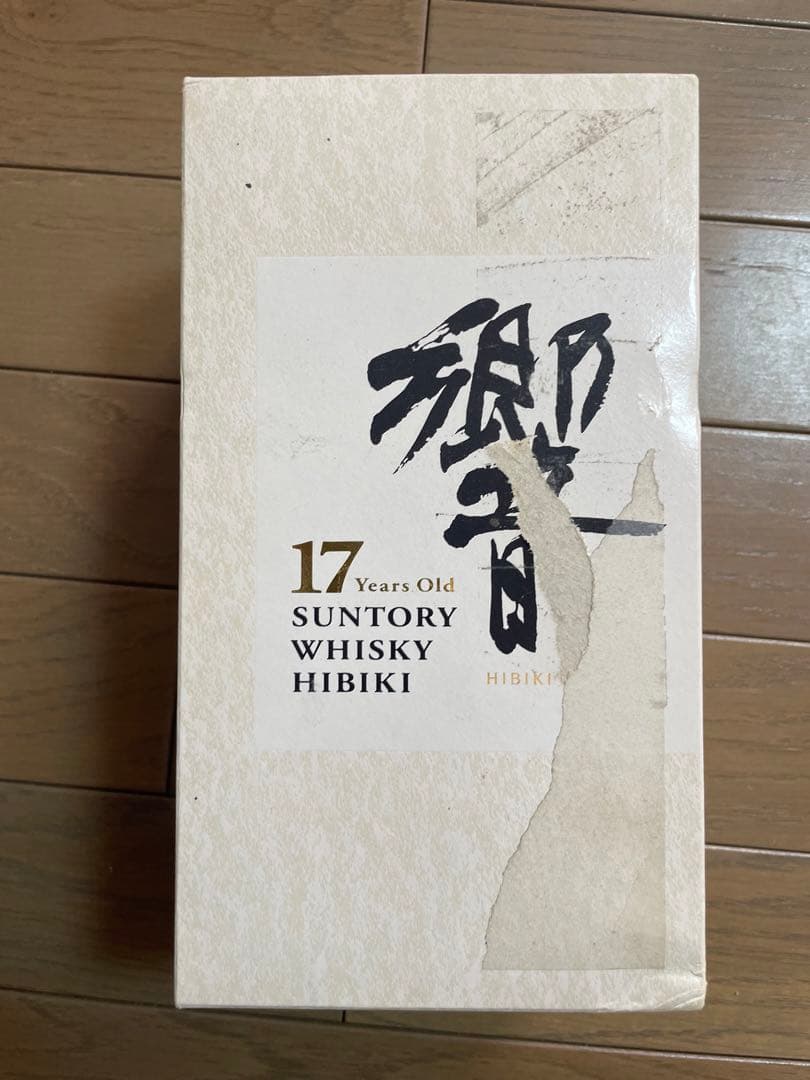 響
17 Years Old
SUNTORY
WHISKY
HIBIKI
HIBIKI